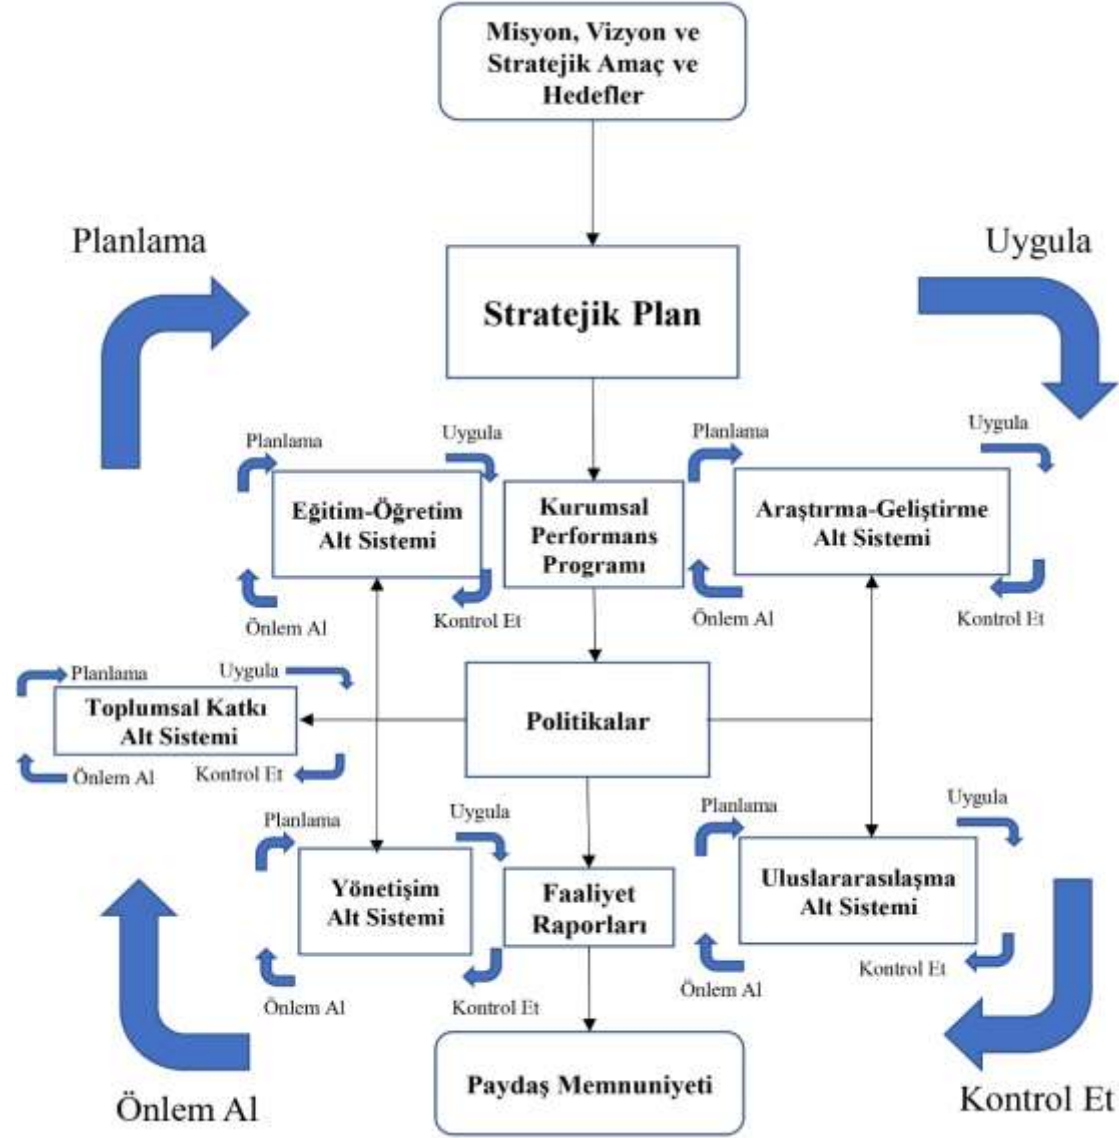 Misyon, Vizyon ve
Stratejik Amaç ve
Hedefler
Planlama
Uygula
Stratejik Plan
Planlama
Uygula
Eğitim-Öğretim
Alt Sistemi
Önlem Al
Kontrol Et
Kurumsal
Performans
Programı
Planlama
Uygula
Araştırma-Geliştirme
Alt Sistemi
Önlem Al
Kontrol Et
Planlama
Uygula
Toplumsal Katkı
Alt Sistemi
Önlem Al
Kontrol Et
Politikalar
Planlama
Uygula
Yönetişim
Alt Sistemi
Önlem Al
Kontrol Et
Faaliyet
Raporları
Planlama
Uygula
Uluslararasılaşma
Alt Sistemi
Önlem Al
Kontrol Et
Önlem Al
Paydaş Memnuniyeti
Kontrol Et